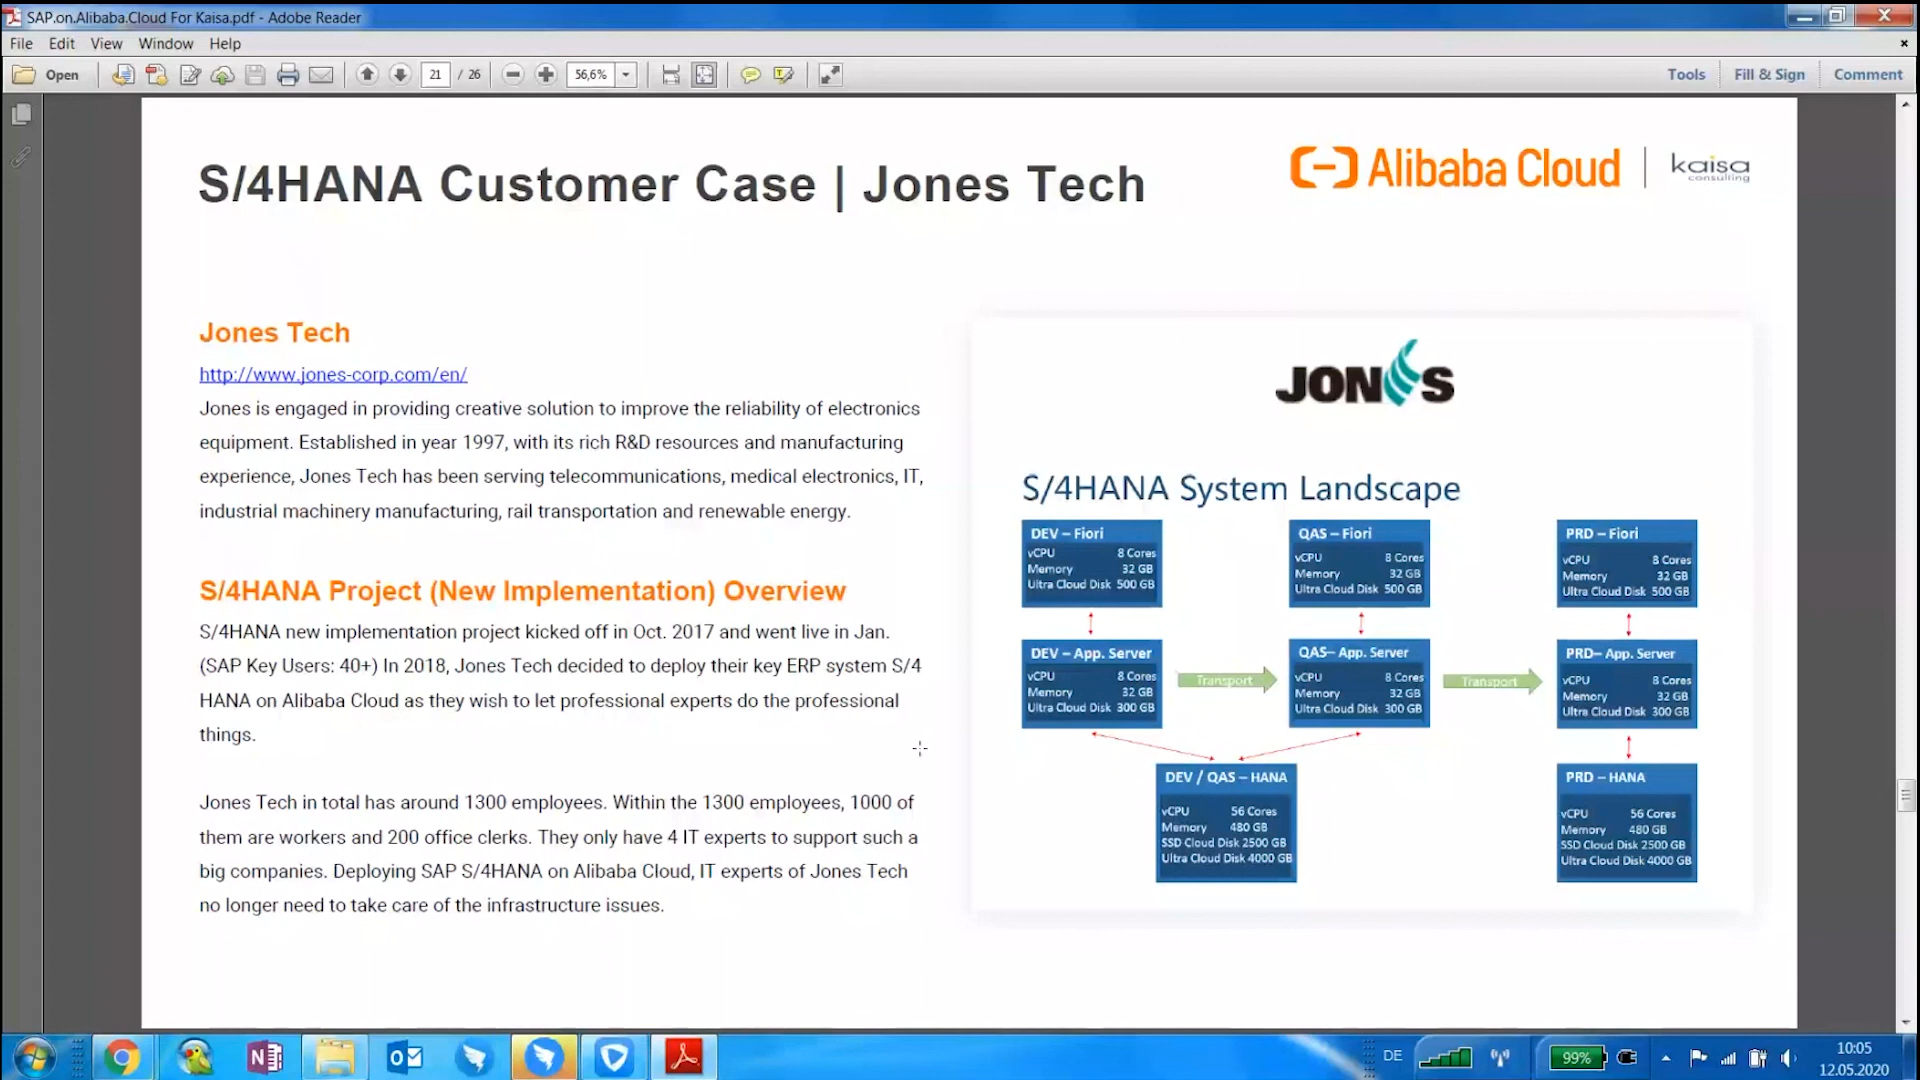 SAP.on.Alibaba.Cloud For Kaisa.pdf - Adobe Reader
File Edit View Window Help
Open 21 / 26 56,6% Tools Fill & Sign Comment
S/4HANA Customer Case | Jones Tech
Alibaba Cloud | kaisa consulting
Jones Tech
http://www.jones-corp.com/en/
Jones is engaged in providing creative solution to improve the reliability of electronics
equipment. Established in year 1997, with its rich R&D resources and manufacturing
experience, Jones Tech has been serving telecommunications, medical electronics, IT,
industrial machinery manufacturing, rail transportation and renewable energy.
S/4HANA Project (New Implementation) Overview
S/4HANA new implementation project kicked off in Oct. 2017 and went live in Jan.
(SAP Key Users: 40+) In 2018, Jones Tech decided to deploy their key ERP system S/4
HANA on Alibaba Cloud as they wish to let professional experts do the professional
things.
Jones Tech in total has around 1300 employees. Within the 1300 employees, 1000 of
them are workers and 200 office clerks. They only have 4 IT experts to support such a
big companies. Deploying SAP S/4HANA on Alibaba Cloud, IT experts of Jones Tech
no longer need to take care of the infrastructure issues.
JONES
S/4HANA System Landscape
DEV – Fiori
vCPU 8 Cores
Memory 32 GB
Ultra Cloud Disk 500 GB
QAS – Fiori
vCPU 8 Cores
Memory 32 GB
Ultra Cloud Disk 500 GB
PRD – Fiori
vCPU 8 Cores
Memory 32 GB
Ultra Cloud Disk 500 GB
DEV – App. Server
vCPU 8 Cores
Memory 32 GB
Ultra Cloud Disk 300 GB
Transport
QAS– App. Server
vCPU 8 Cores
Memory 32 GB
Ultra Cloud Disk 300 GB
Transport
PRD– App. Server
vCPU 8 Cores
Memory 32 GB
Ultra Cloud Disk 300 GB
DEV / QAS – HANA
vCPU 56 Cores
Memory 480 GB
SSD Cloud Disk 2500 GB
Ultra Cloud Disk 4000 GB
PRD – HANA
vCPU 56 Cores
Memory 480 GB
SSD Cloud Disk 2500 GB
Ultra Cloud Disk 4000 GB
DE 99% 10:05
12.05.2020